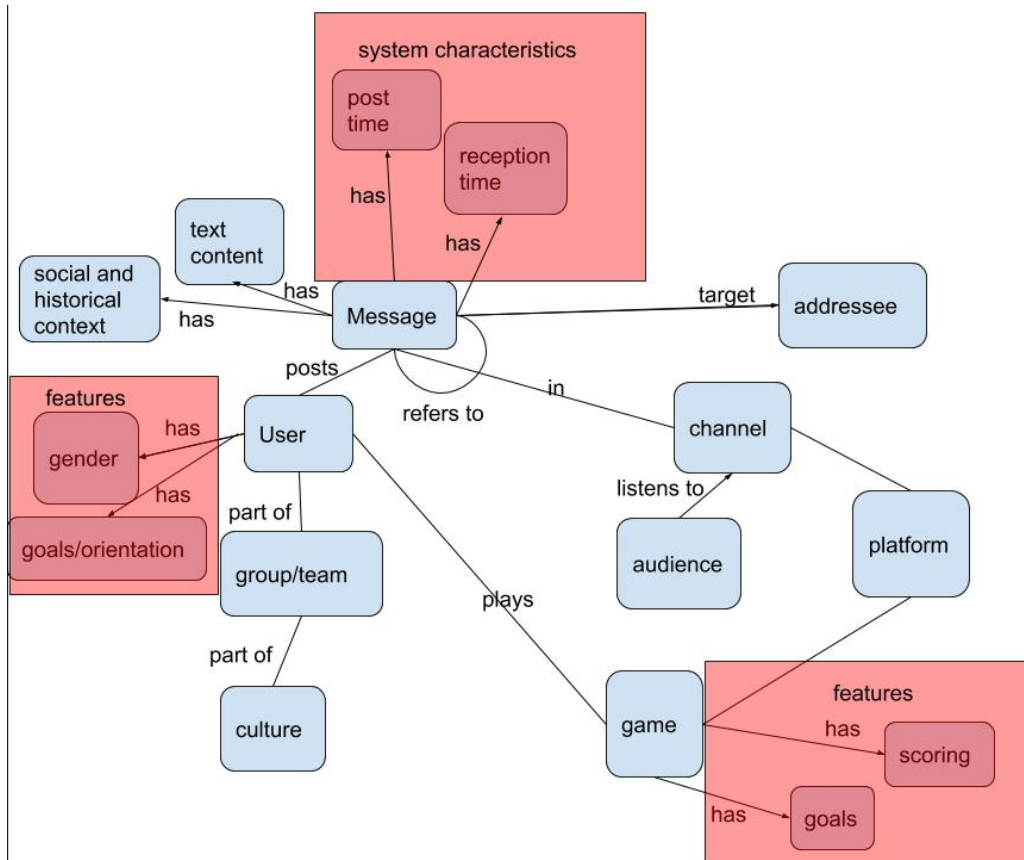 system characteristics
post
time
reception
time
has
has
text
content
social and
historical
context
has
has
Message
target
addressee
posts
refers to
in
features
gender
has
has
goals/orientation
User
channel
listens to
audience
platform
part of
group/team
plays
part of
culture
game
features
has
scoring
has
goals